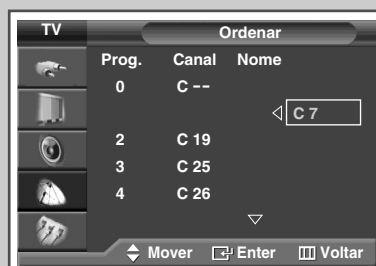 TV Ordenar
Prog. Canal Nome
0 C --
C 7
2 C 19
3 C 25
4 C 26
Mover Enter Voltar